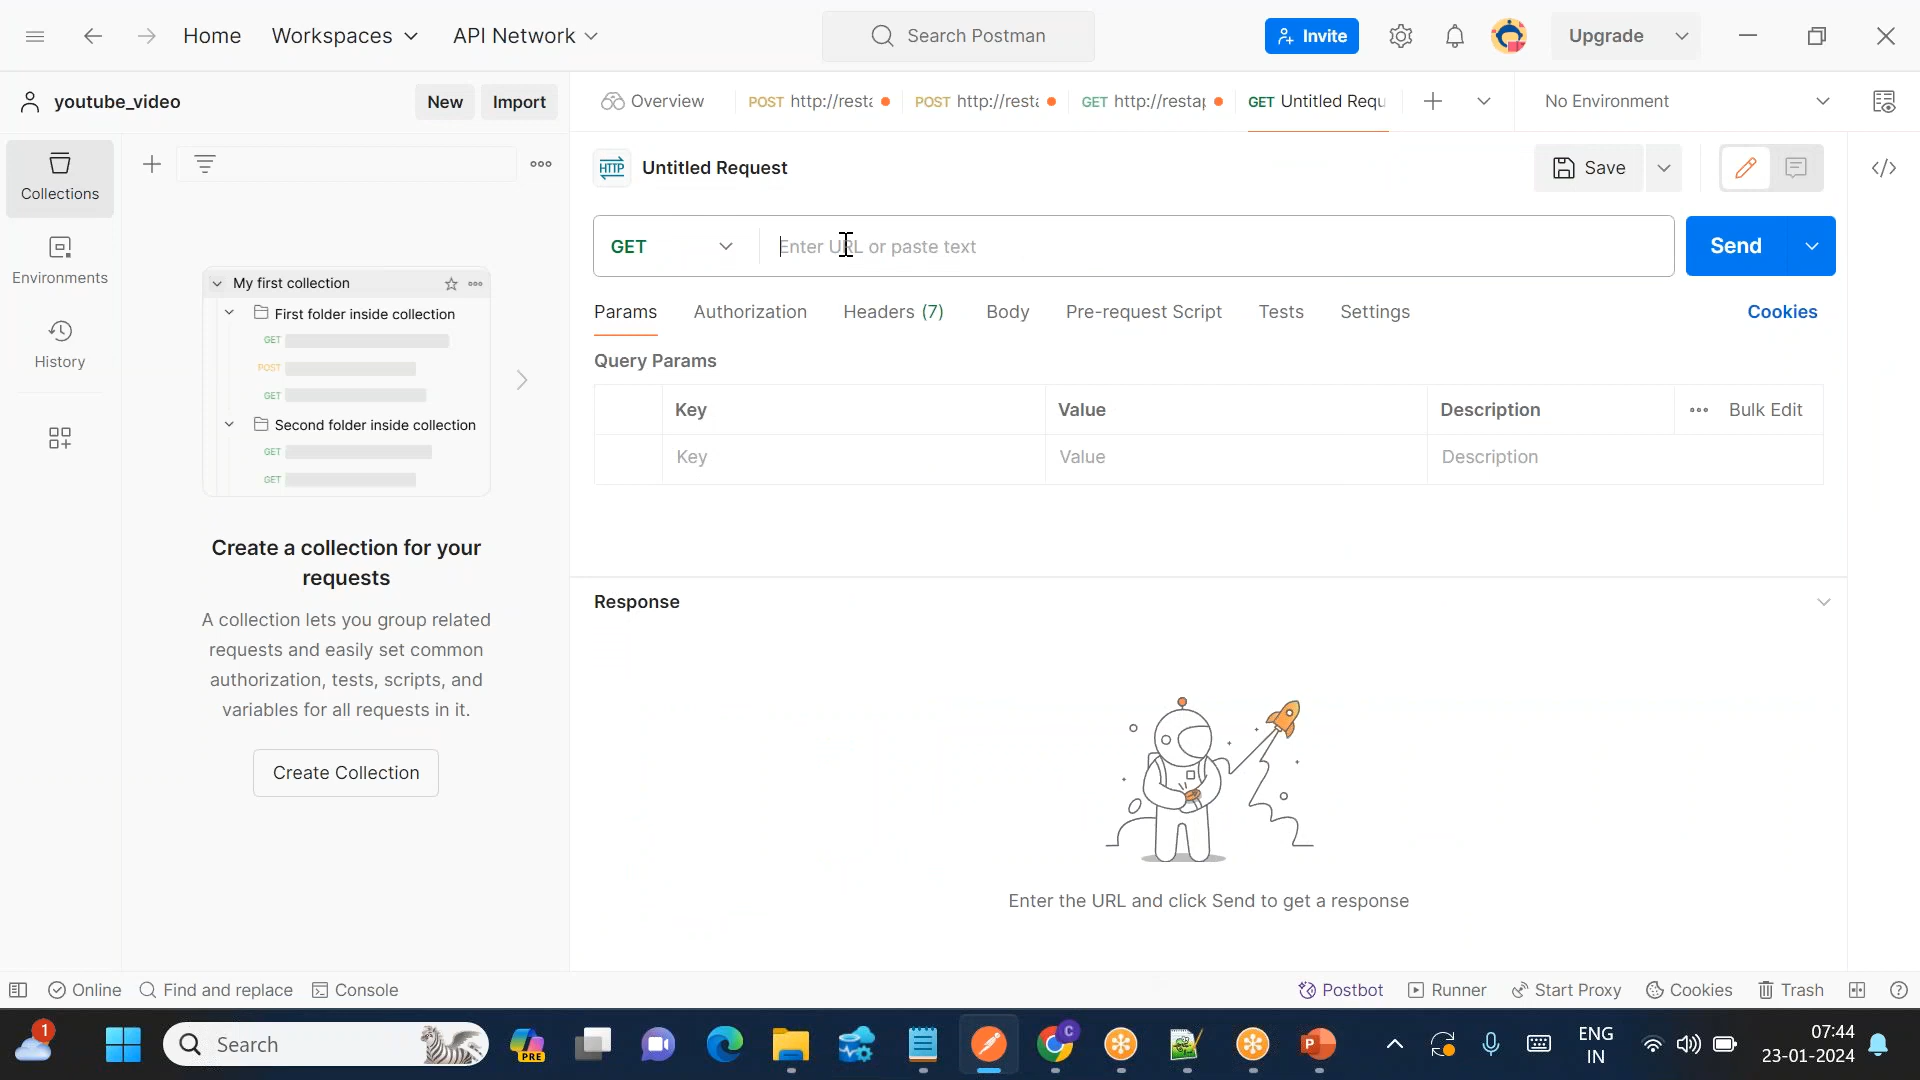 Home
Workspaces
API Network
Search Postman
Invite
Upgrade
youtube_video
New
Import
Overview
POST http://resta
POST http://resta
GET http://restap
GET Untitled Requ
No Environment
Collections
Environments
History
HTTP
Untitled Request
Save
GET
Enter URL or paste text
Send
Params
Authorization
Headers (7)
Body
Pre-request Script
Tests
Settings
Cookies
Query Params
Key
Value
Description
Bulk Edit
Key
Value
Description
My first collection
First folder inside collection
GET
POST
GET
Second folder inside collection
GET
GET
Create a collection for your
requests
A collection lets you group related
requests and easily set common
authorization, tests, scripts, and
variables for all requests in it.
Create Collection
Response
Enter the URL and click Send to get a response
Online
Find and replace
Console
Postbot
Runner
Start Proxy
Cookies
Trash
1
Search
PRE
C
P
ENG
IN
07:44
23-01-2024